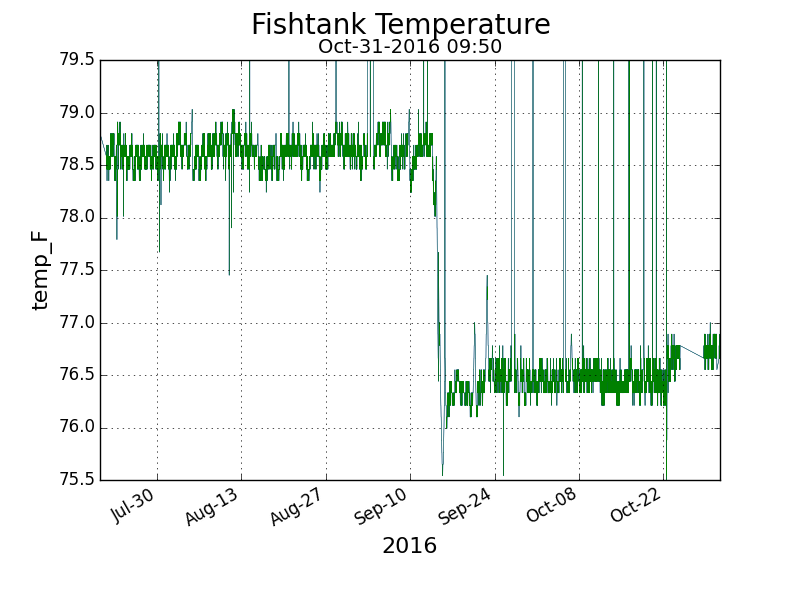 Fishtank Temperature
Oct-31-2016 09:50
79.5
79.0
78.5
78.0
77.5
77.0
76.5
76.0
75.5
temp_F
Jul-30
Aug-13
Aug-27
Sep-10
Sep-24
Oct-08
Oct-22
2016